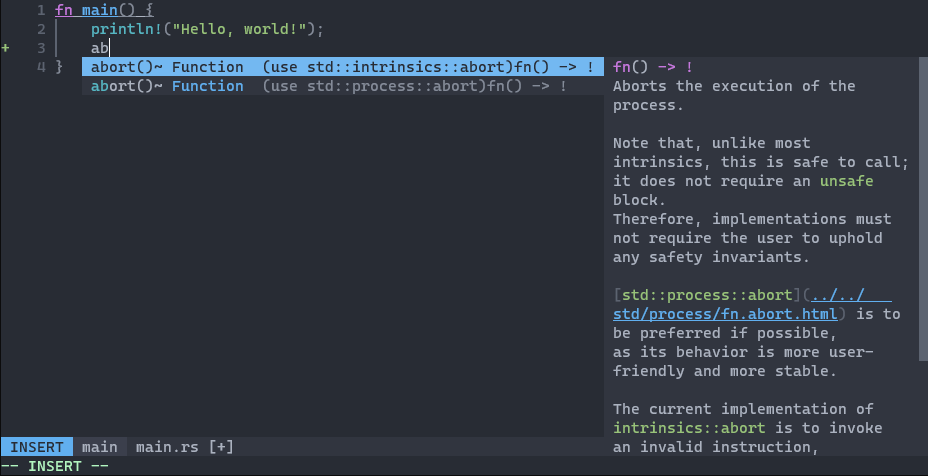 1 fn main() {
2 println!("Hello, world!");
+ 3 ab
4 }
abort()~ Function (use std::intrinsics::abort)fn() -> !
abort()~ Function (use std::process::abort)fn() -> !
fn() -> !
Aborts the execution of the
process.
Note that, unlike most
intrinsics, this is safe to call;
it does not require an unsafe
block.
Therefore, implementations must
not require the user to uphold
any safety invariants.
[std::process::abort](../../
std/process/fn.abort.html) is to
be preferred if possible,
as its behavior is more user-
friendly and more stable.
The current implementation of
intrinsics::abort is to invoke
an invalid instruction,
INSERT main main.rs [+]
-- INSERT --